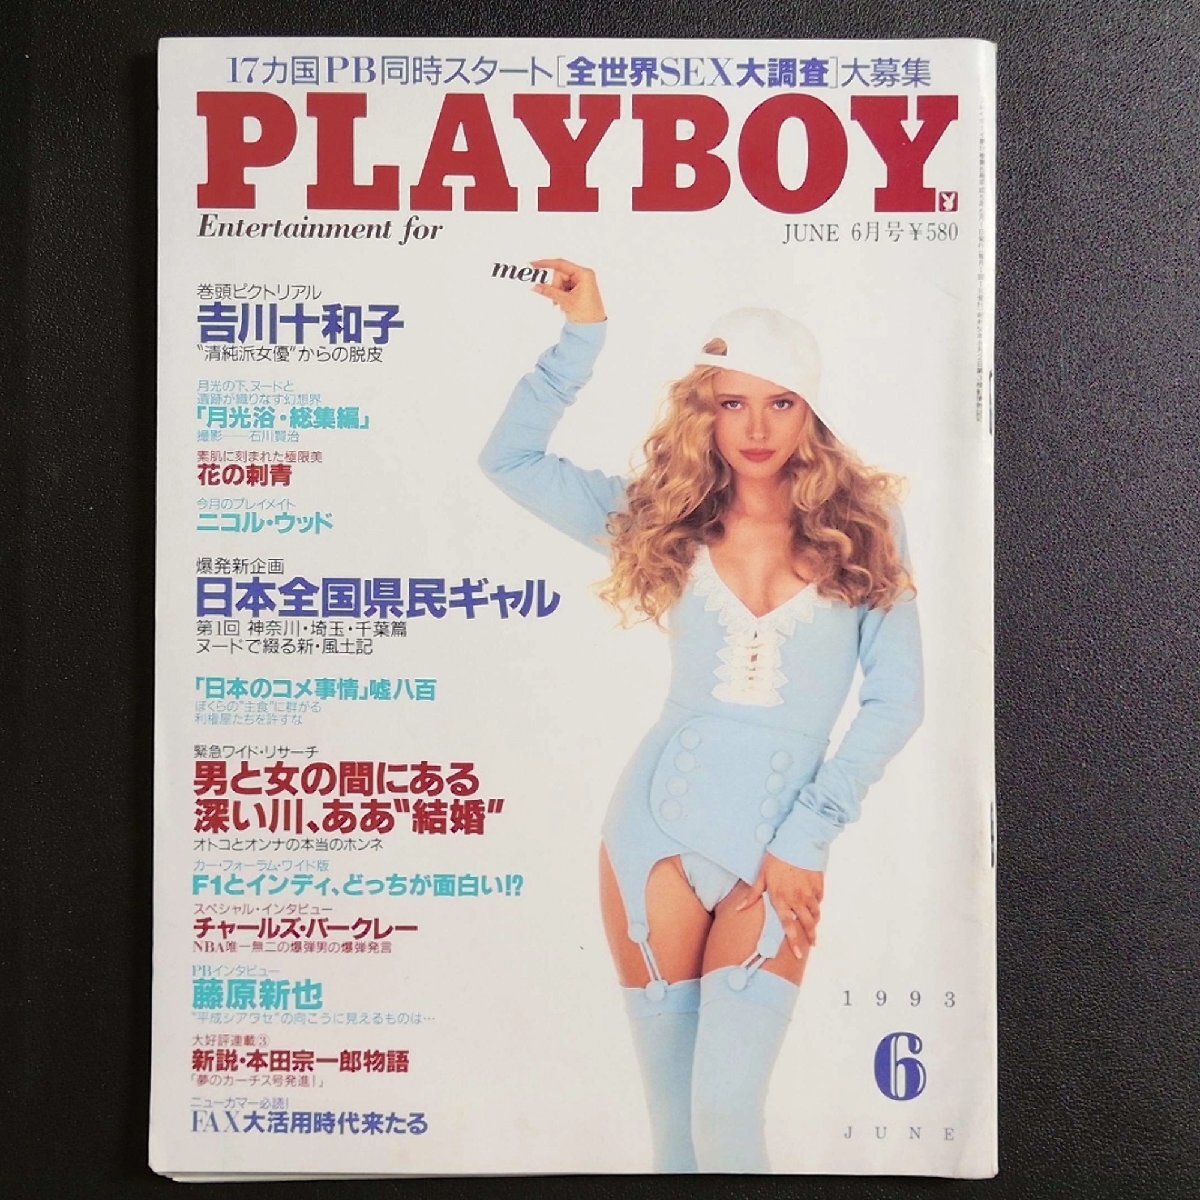 17カ国PB同時スタート[全世界SEX大調査]大募集
PLAYBOY
Entertainment for
men
JUNE 6月号￥580
巻頭ピクトリアル
吉川十和子
"清純派女優"からの脱皮
月光の下、ヌードと
遺跡が織りなす幻想界
「月光浴・総集編」
撮影——石川賢治
素肌に刻まれた極限美
花の刺青
今月のプレイメイト
ニコル・ウッド
爆発新企画
日本全国県民ギャル
第1回 神奈川・埼玉・千葉篇
ヌードで綴る新・風土記
「日本のコメ事情」嘘八百
ぼくらの"主食"に群がる
利権屋たちを許すな
緊急ワイド・リサーチ
男と女の間にある
深い川、ああ"結婚"
オトコとオンナの本当のホンネ
カー・フォーラム・ワイド版
F1とインディ、どっちが面白い!?
スペシャル・インタビュー
チャールズ・バークレー
NBA唯一無二の爆弾男の爆弾発言
PBインタビュー
藤原新也
"平成シアワセ"の向こうに見えるものは…
大好評連載③
新説・本田宗一郎物語
「夢のカーチス号発進!」
ニューカマー必読!
FAX大活用時代来たる
1993
6
JUNE